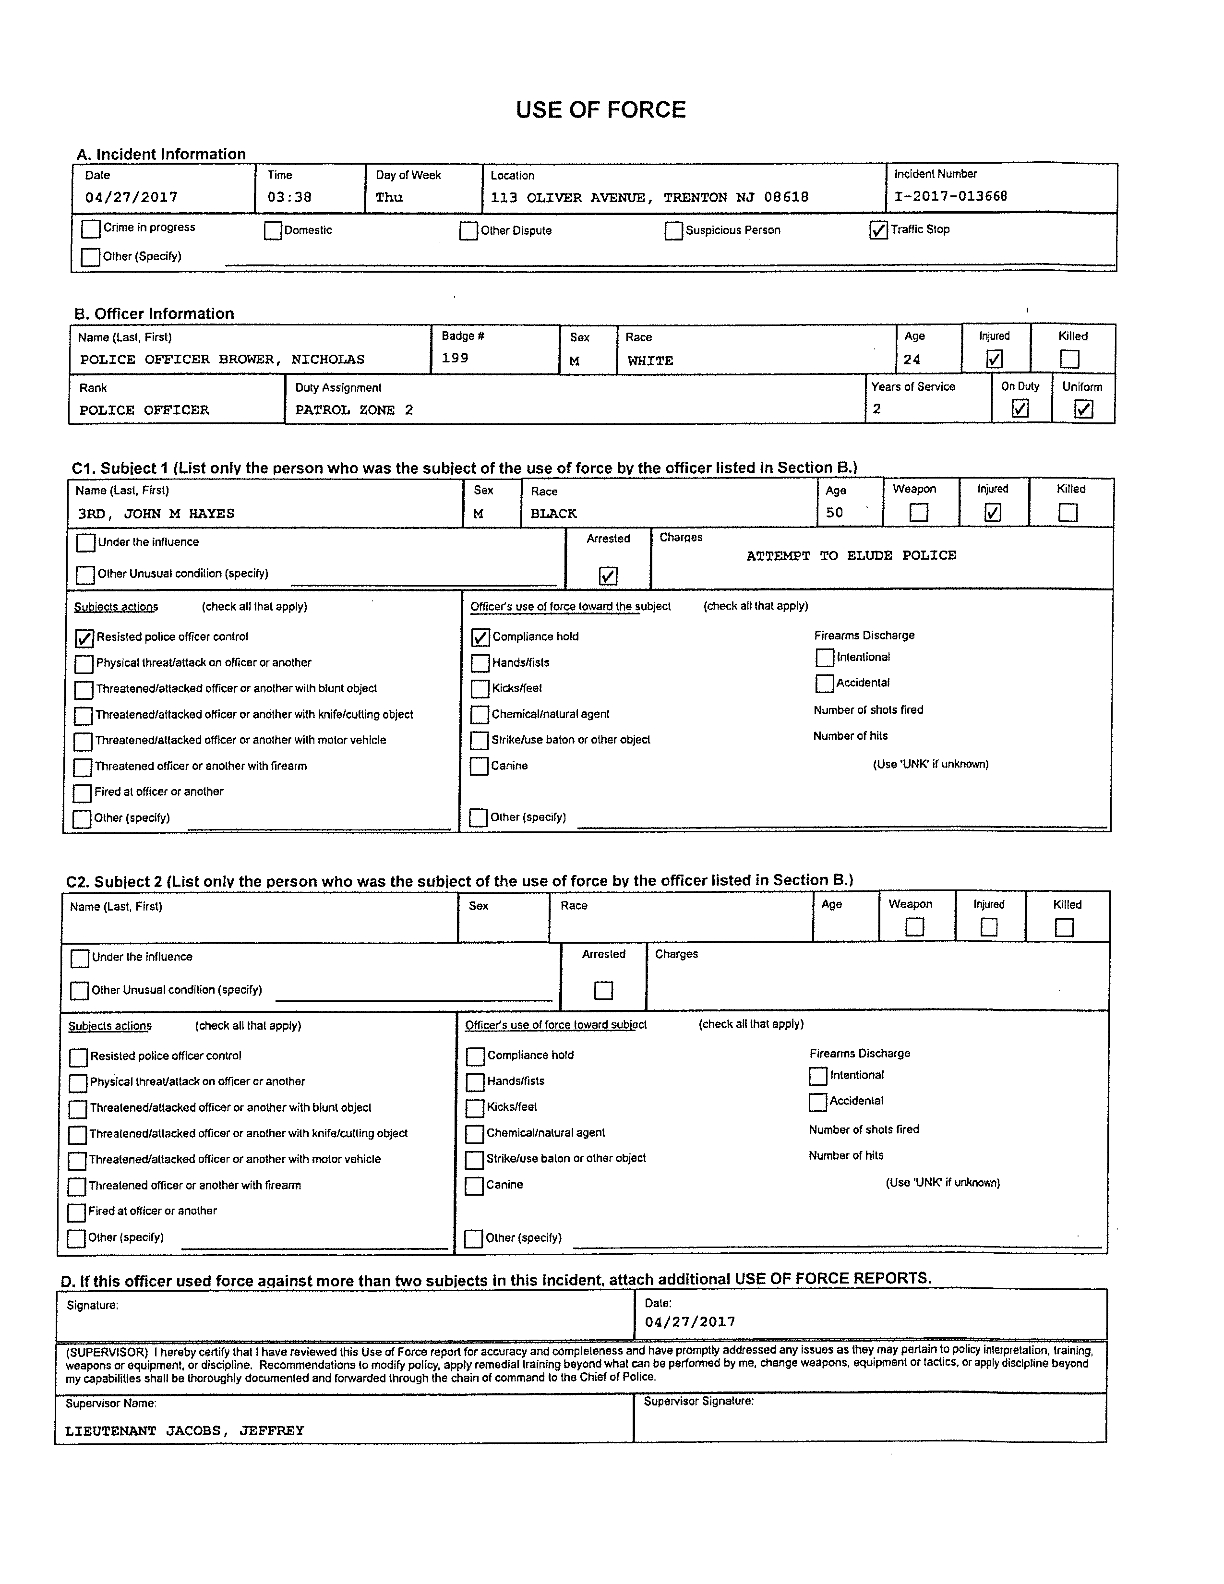 USE OF FORCE
A. Incident Information
Date Time Day of Week Location Incident Number
04/27/2017 03:38 Thu 113 OLIVER AVENUE, TRENTON NJ 08618 I-2017-013668
Crime in progress Domestic Other Dispute Suspicious Person Traffic Stop
Other (Specify)
B. Officer Information
Name (Last, First) Badge # Sex Race Age Injured Killed
POLICE OFFICER BROWER, NICHOLAS 199 M WHITE 24
Rank Duty Assignment Years of Service On Duty Uniform
POLICE OFFICER PATROL ZONE 2 2
C1. Subject 1 (List only the person who was the subject of the use of force by the officer listed in Section B.)
Name (Last, First) Sex Race Age Weapon Injured Killed
3RD, JOHN M HAYES M BLACK 50
Under the influence Arrested Charges
ATTEMPT TO ELUDE POLICE
Other Unusual condition (specify)
Subjects actions (check all that apply) Officer's use of force toward the subject (check all that apply)
Resisted police officer control Compliance hold Firearms Discharge
Physical threat/attack on officer or another Hands/fists Intentional
Threatened/attacked officer or another with blunt object Kicks/feet Accidental
Threatened/attacked officer or another with knife/cutting object Chemical/natural agent Number of shots fired
Threatened/attacked officer or another with motor vehicle Strike/use baton or other object Number of hits
Threatened officer or another with firearm Canine (Use 'UNK' if unknown)
Fired at officer or another
Other (specify) Other (specify)
C2. Subject 2 (List only the person who was the subject of the use of force by the officer listed in Section B.)
Name (Last, First) Sex Race Age Weapon Injured Killed
Under the influence Arrested Charges
Other Unusual condition (specify)
Subjects actions (check all that apply) Officer's use of force toward subject (check all that apply)
Resisted police officer control Compliance hold Firearms Discharge
Physical threat/attack on officer or another Hands/fists Intentional
Threatened/attacked officer or another with blunt object Kicks/feet Accidental
Threatened/attacked officer or another with knife/cutting object Chemical/natural agent Number of shots fired
Threatened/attacked officer or another with motor vehicle Strike/use baton or other object Number of hits
Threatened officer or another with firearm Canine (Use 'UNK' if unknown)
Fired at officer or another
Other (specify) Other (specify)
D. If this officer used force against more than two subjects in this incident, attach additional USE OF FORCE REPORTS.
Signature: Date:
04/27/2017
(SUPERVISOR) I hereby certify that I have reviewed this Use of Force report for accuracy and completeness and have promptly addressed any issues as they may pertain to policy interpretation, training,
weapons or equipment, or discipline. Recommendations to modify policy, apply remedial training beyond what can be performed by me, change weapons, equipment or tactics, or apply discipline beyond
my capabilities shall be thoroughly documented and forwarded through the chain of command to the Chief of Police.
Supervisor Name: Supervisor Signature:
LIEUTENANT JACOBS, JEFFREY